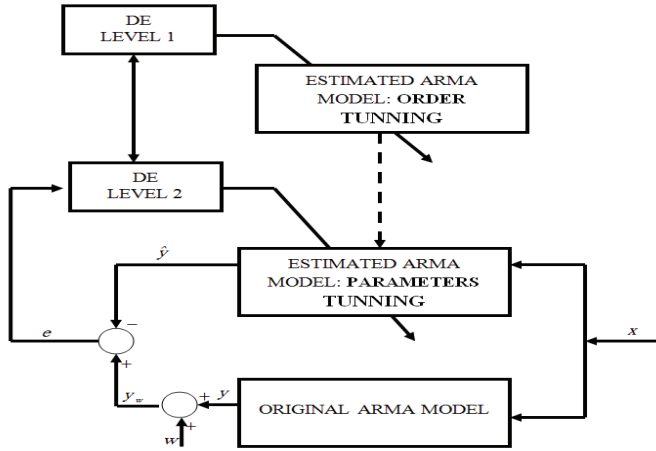 DE
LEVEL 1
ESTIMATED ARMA
MODEL: ORDER
TUNNING
DE
LEVEL 2
ŷ
ESTIMATED ARMA
MODEL: PARAMETERS
TUNNING
−
e
x
+
y_w
y
+
ORIGINAL ARMA MODEL
+
w